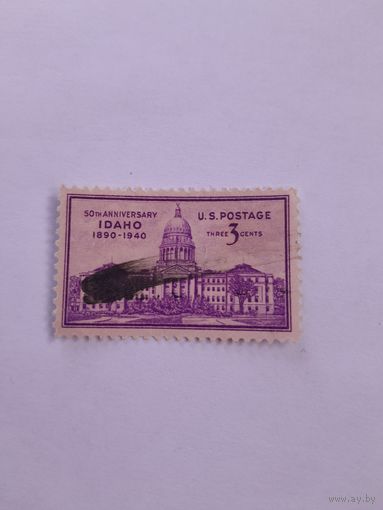 50TH ANNIVERSARY
IDAHO
1890-1940
U.S. POSTAGE
THREE 3 CENTS
www.ay.by